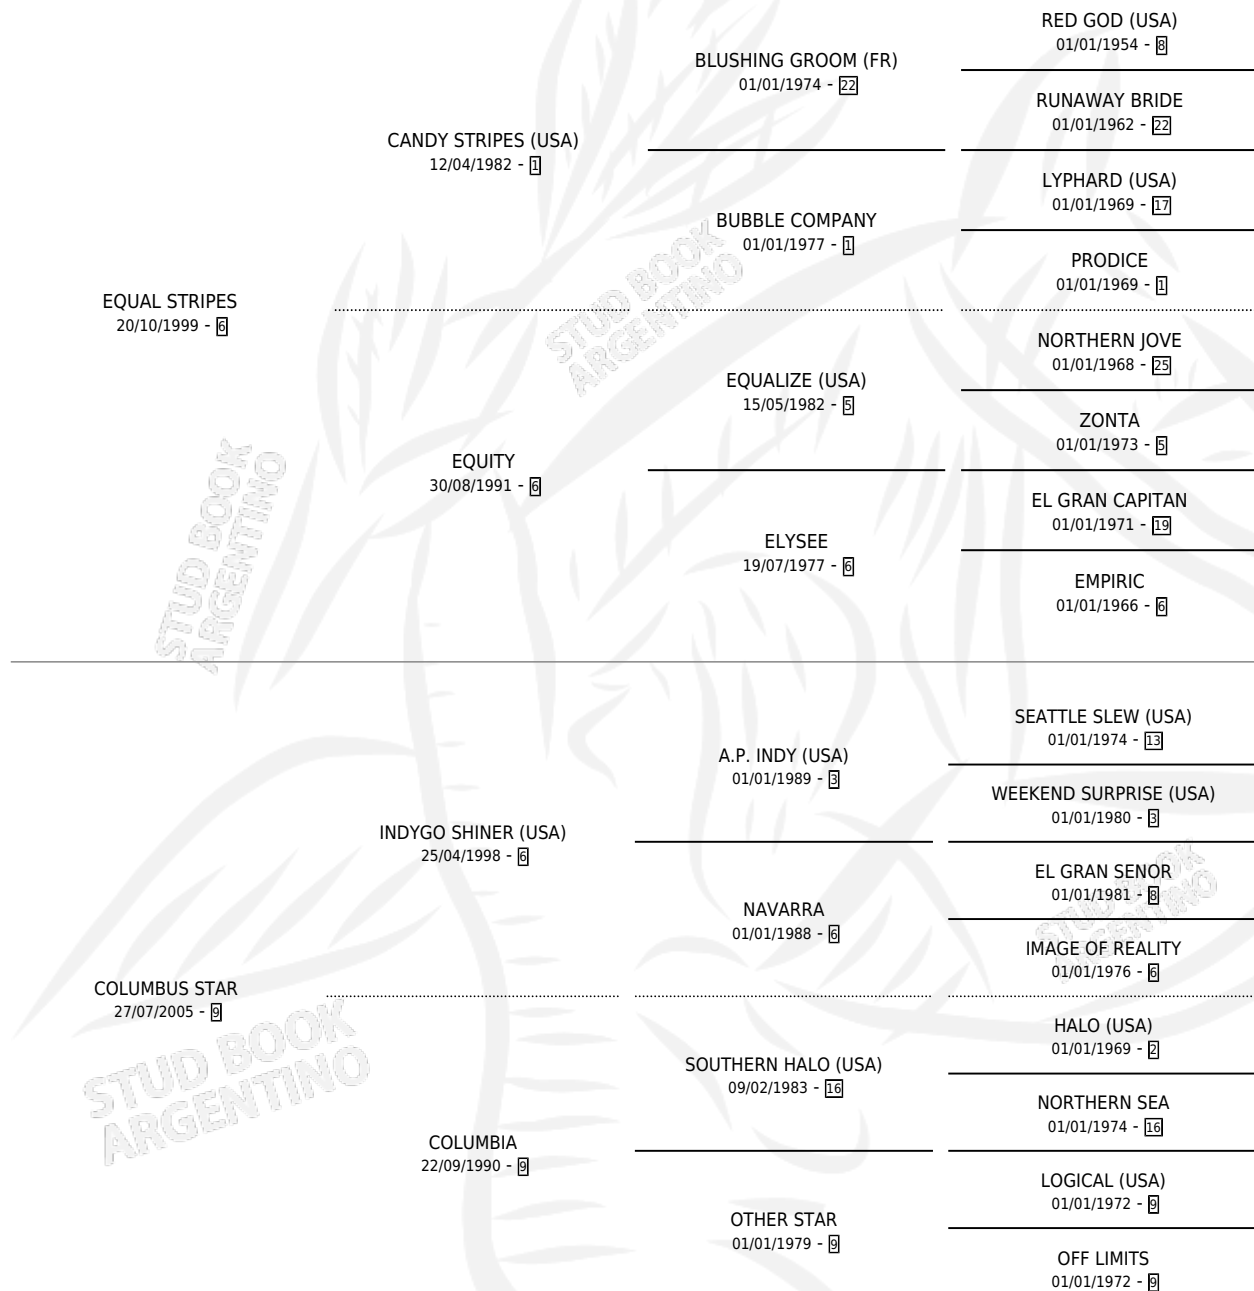 RED GOD (USA)
01/01/1954 - 8
BLUSHING GROOM (FR)
01/01/1974 - 22
RUNAWAY BRIDE
01/01/1962 - 22
CANDY STRIPES (USA)
12/04/1982 - 1
LYPHARD (USA)
01/01/1969 - 17
BUBBLE COMPANY
01/01/1977 - 1
PRODICE
01/01/1969 - 1
EQUAL STRIPES
20/10/1999 - 6
NORTHERN JOVE
01/01/1968 - 25
EQUALIZE (USA)
15/05/1982 - 5
ZONTA
01/01/1973 - 5
EQUITY
30/08/1991 - 6
EL GRAN CAPITAN
01/01/1971 - 19
ELYSEE
19/07/1977 - 6
EMPIRIC
01/01/1966 - 6
SEATTLE SLEW (USA)
01/01/1974 - 13
A.P. INDY (USA)
01/01/1989 - 3
WEEKEND SURPRISE (USA)
01/01/1980 - 3
INDYGO SHINER (USA)
25/04/1998 - 6
EL GRAN SENOR
01/01/1981 - 8
NAVARRA
01/01/1988 - 6
IMAGE OF REALITY
01/01/1976 - 6
COLUMBUS STAR
27/07/2005 - 9
HALO (USA)
01/01/1969 - 2
SOUTHERN HALO (USA)
09/02/1983 - 16
NORTHERN SEA
01/01/1974 - 16
COLUMBIA
22/09/1990 - 9
LOGICAL (USA)
01/01/1972 - 9
OTHER STAR
01/01/1979 - 9
OFF LIMITS
01/01/1972 - 9
STUD BOOK
ARGENTINO
STUD BOOK
ARGENTINO
STUD BOOK
ARGENTINO
STUD BOOK
ARGENTINO